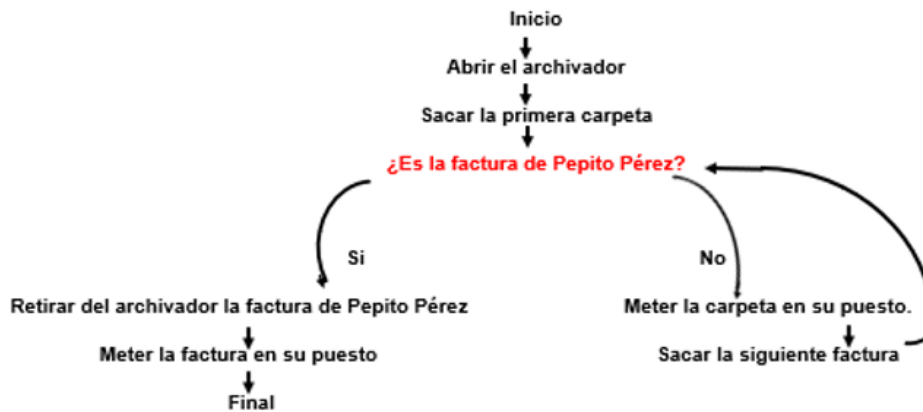 Inicio
Abrir el archivador
Sacar la primera carpeta
¿Es la factura de Pepito Pérez?
Si
No
Retirar del archivador la factura de Pepito Pérez
Meter la carpeta en su puesto.
Meter la factura en su puesto
Sacar la siguiente factura
Final